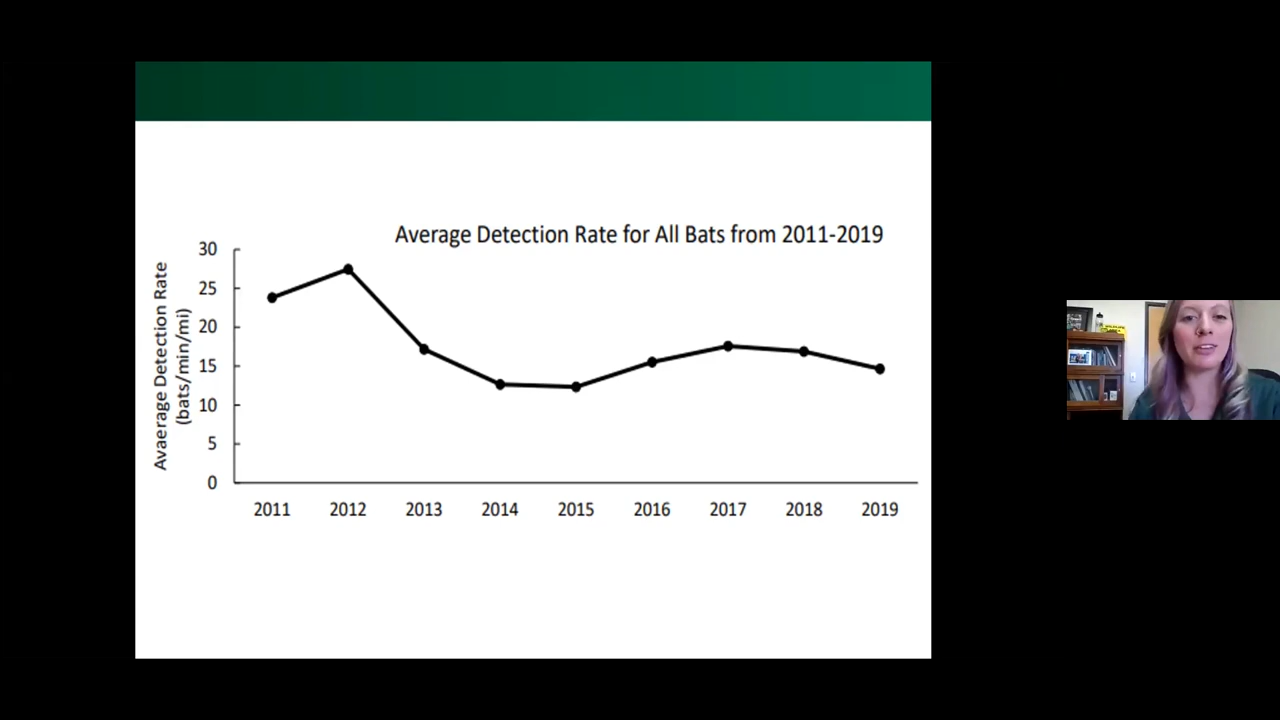 Average Detection Rate for All Bats from 2011-2019
Avaerage Detection Rate
(bats/min/mi)
30
25
20
15
10
5
0
2011 2012 2013 2014 2015 2016 2017 2018 2019